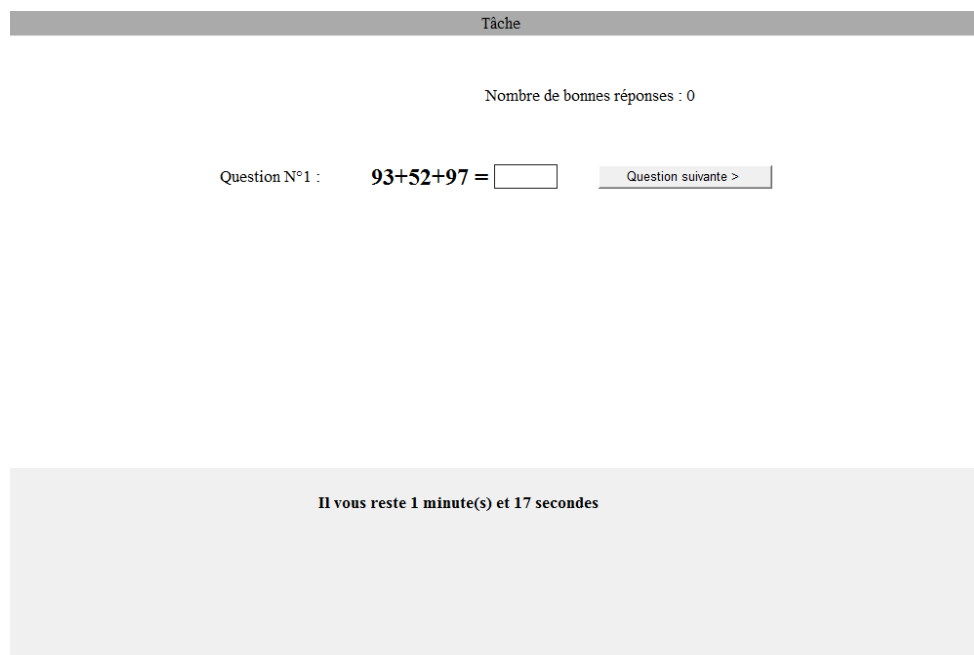 Tâche
Nombre de bonnes réponses : 0
Question N°1 : 93+52+97 = Question suivante >
Il vous reste 1 minute(s) et 17 secondes